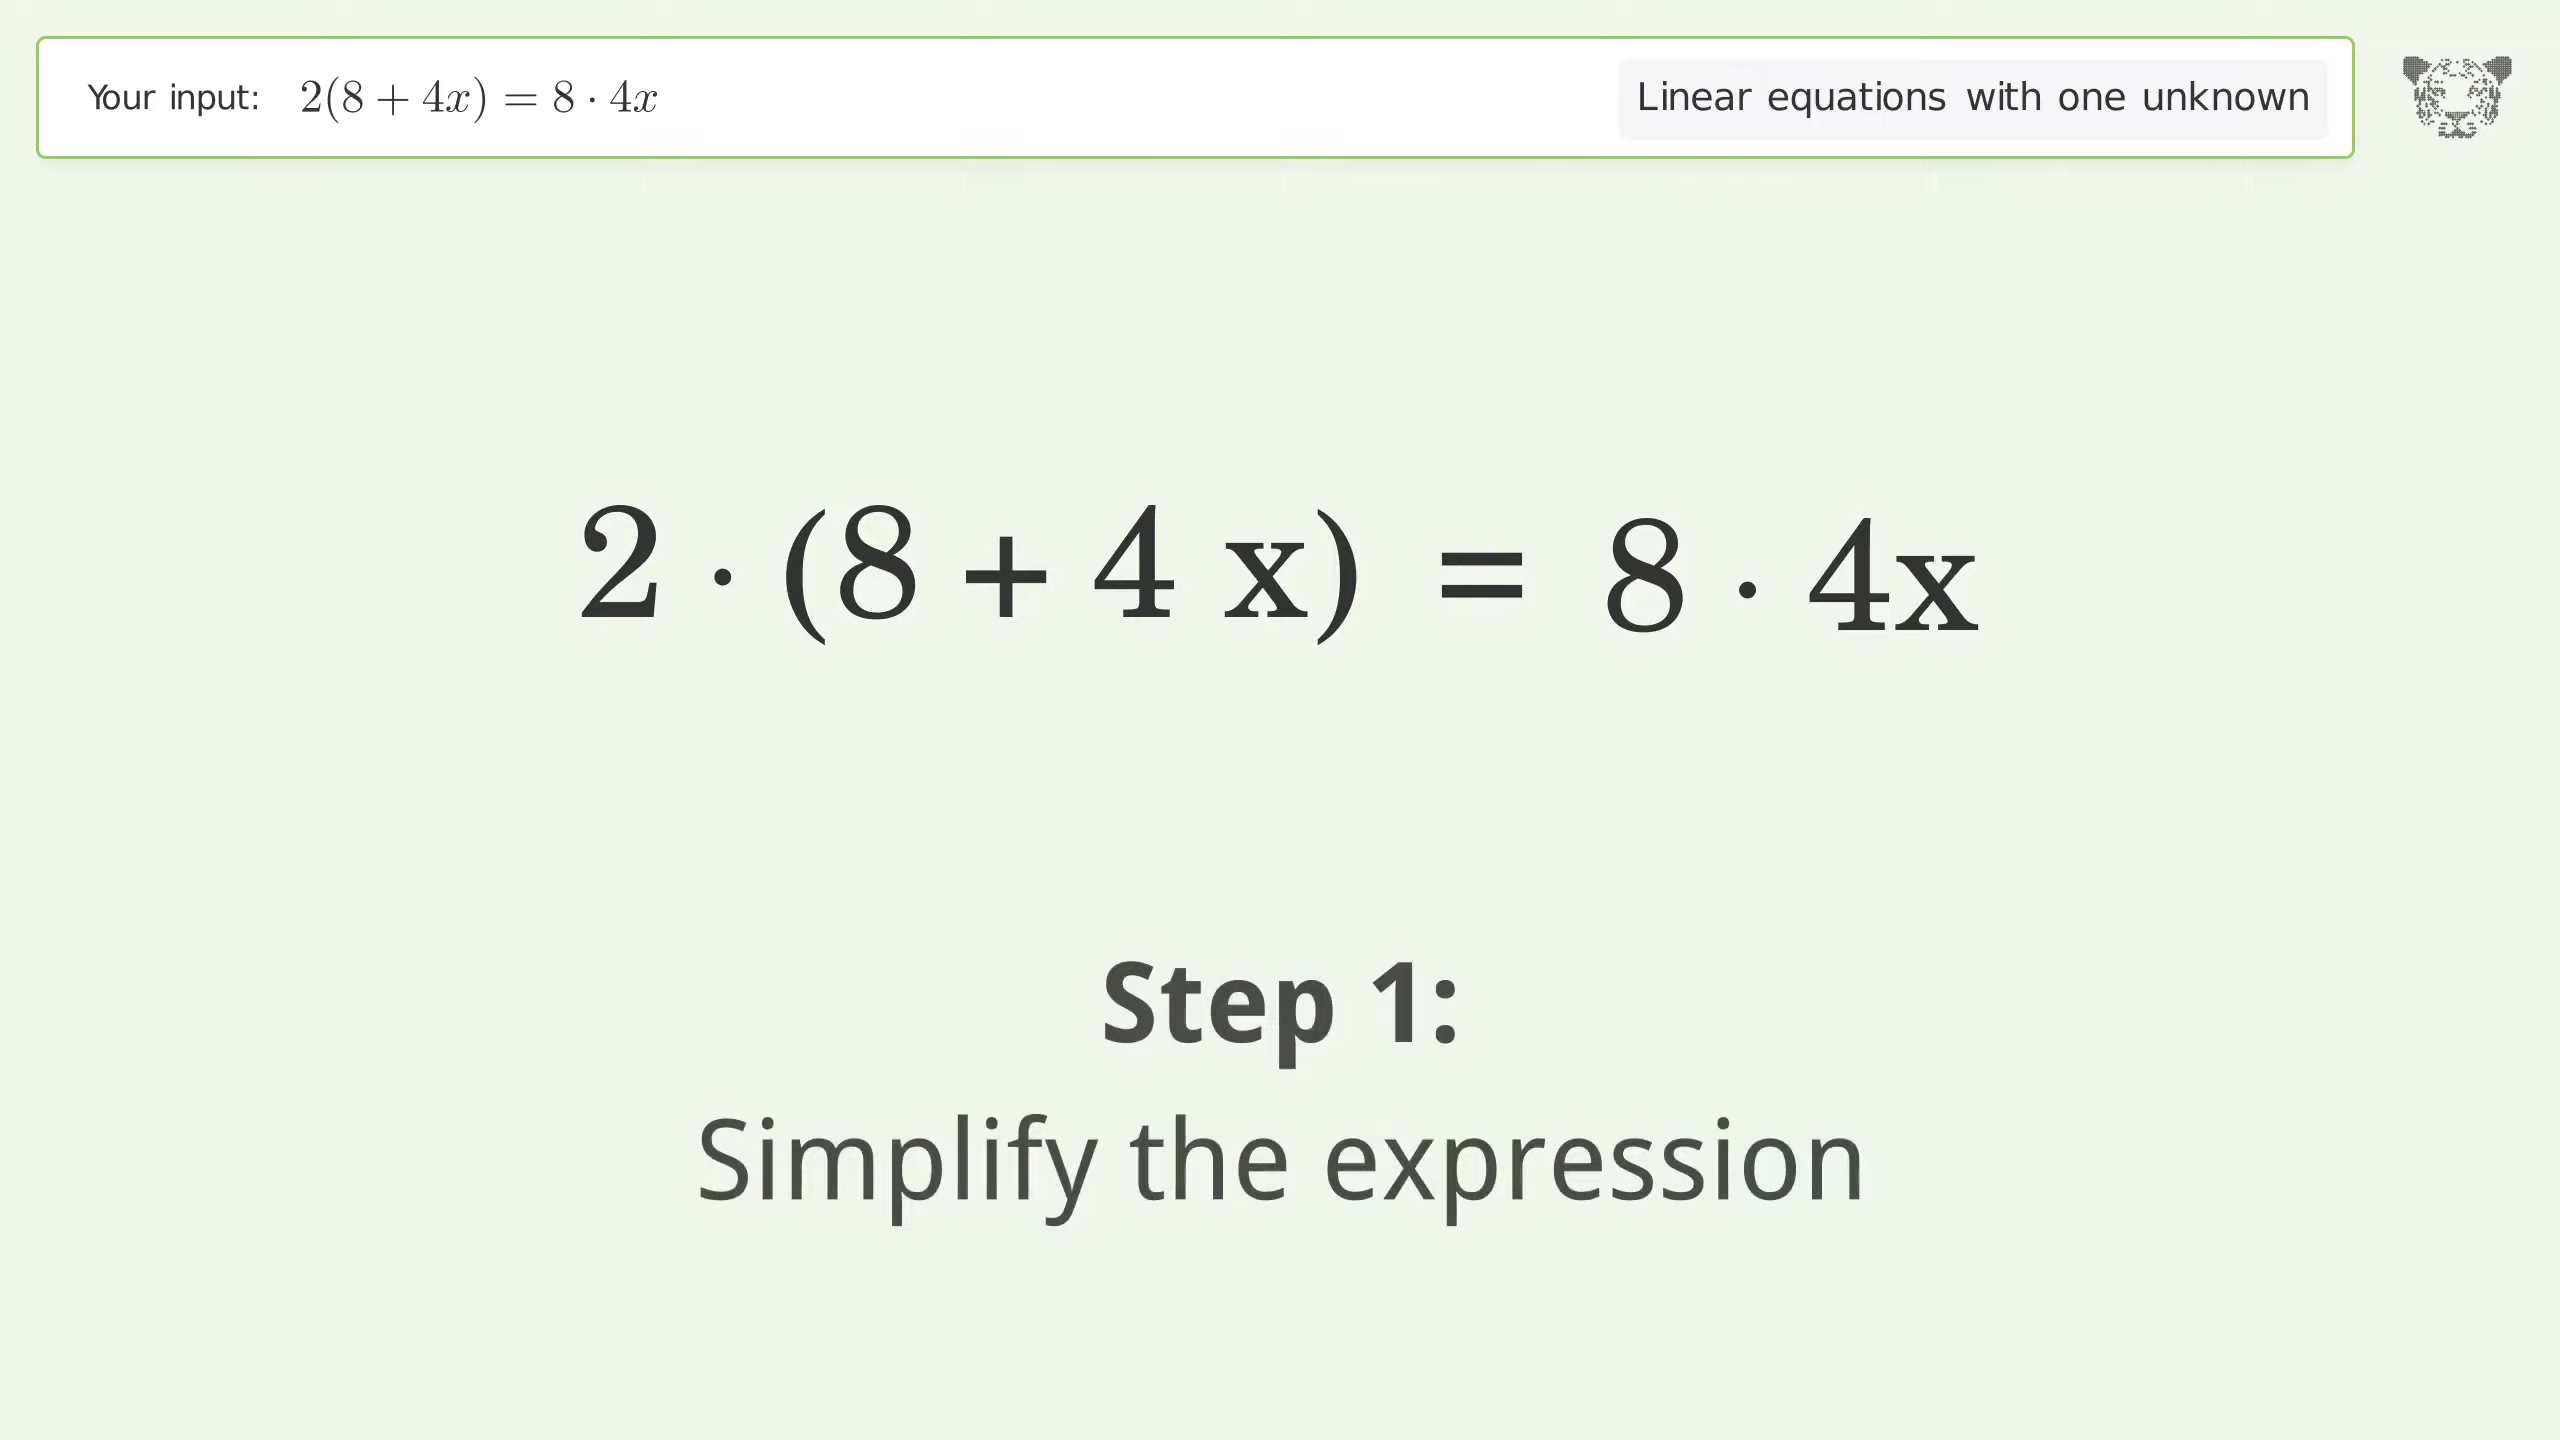 Your input: 2(8 + 4x) = 8 · 4x
Linear equations with one unknown
2 · (8 + 4 x) = 8 · 4x
Step 1:
Simplify the expression